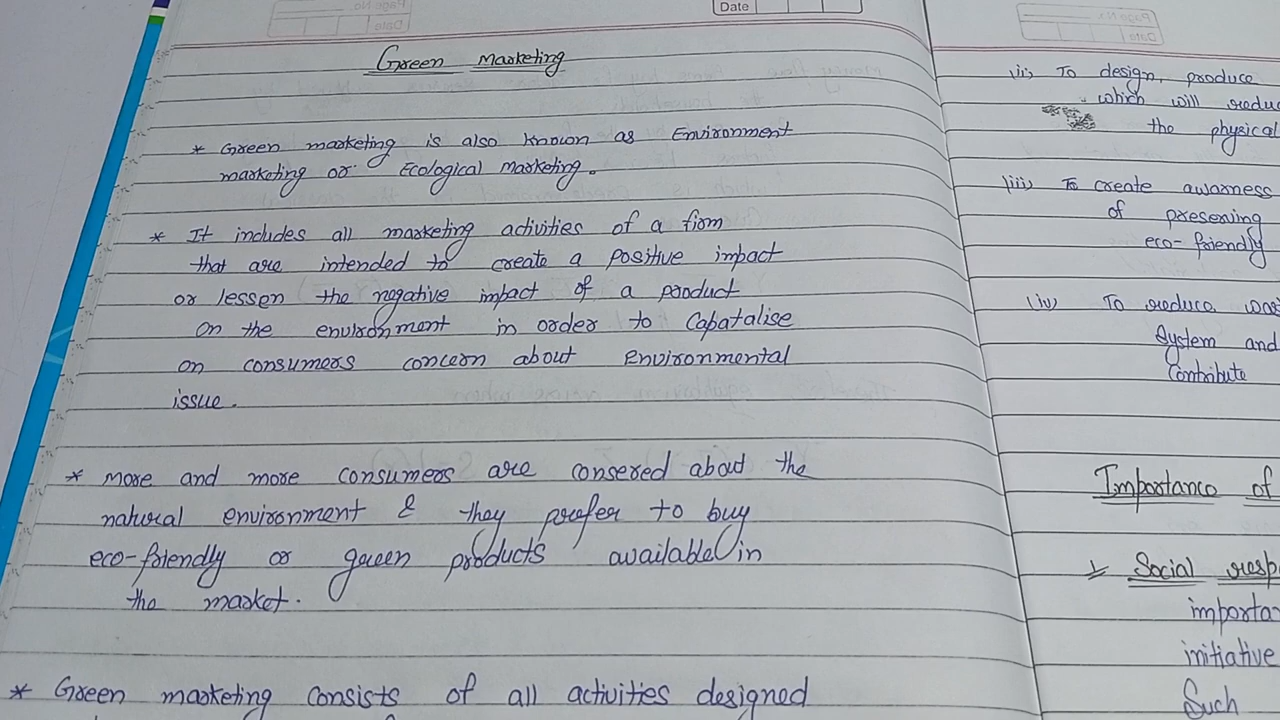 Date
Green Marketing
* Green marketing is also known as Environment
marketing or Ecological Marketing.
* It includes all marketing activities of a firm
that are intended to create a positive impact
or lessen the negative impact of a product
on the environment in order to Capatalise
on consumers concern about environmental
issue.
* More and more consumers are consered about the
natural environment & they prefer to buy
eco-friendly or green products available in
the market.
* Green marketing consists of all activities designed
Page No
Date
(ii) To design, produce
which will redu
the physical
(iii) To create awarness
of preserving
eco-friendly
(iv) To reduce was
system and
Contribute
Importance of
Social resp
importa
initiative
Such